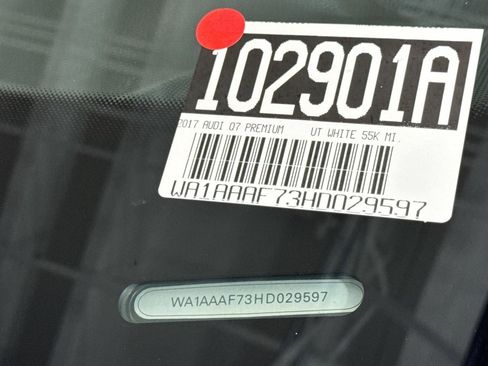 102901A
2017 AUDI Q7 PREMIUM UT WHITE 55K MI.
WA1AAAF73HD029597
WA1AAAF73HD029597